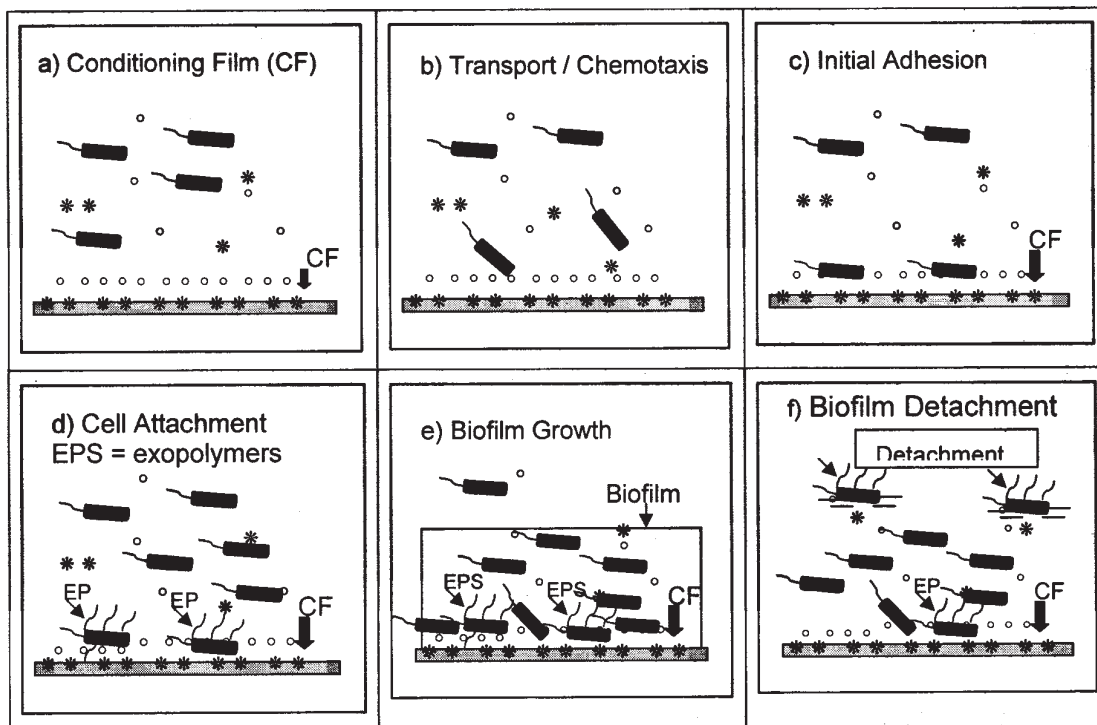 a) Conditioning Film (CF)
CF
b) Transport / Chemotaxis
c) Initial Adhesion
CF
d) Cell Attachment
EPS = exopolymers
EP
EP
CF
e) Biofilm Growth
Biofilm
EPS
EPS
CF
f) Biofilm Detachment
Detachment
EP
CF